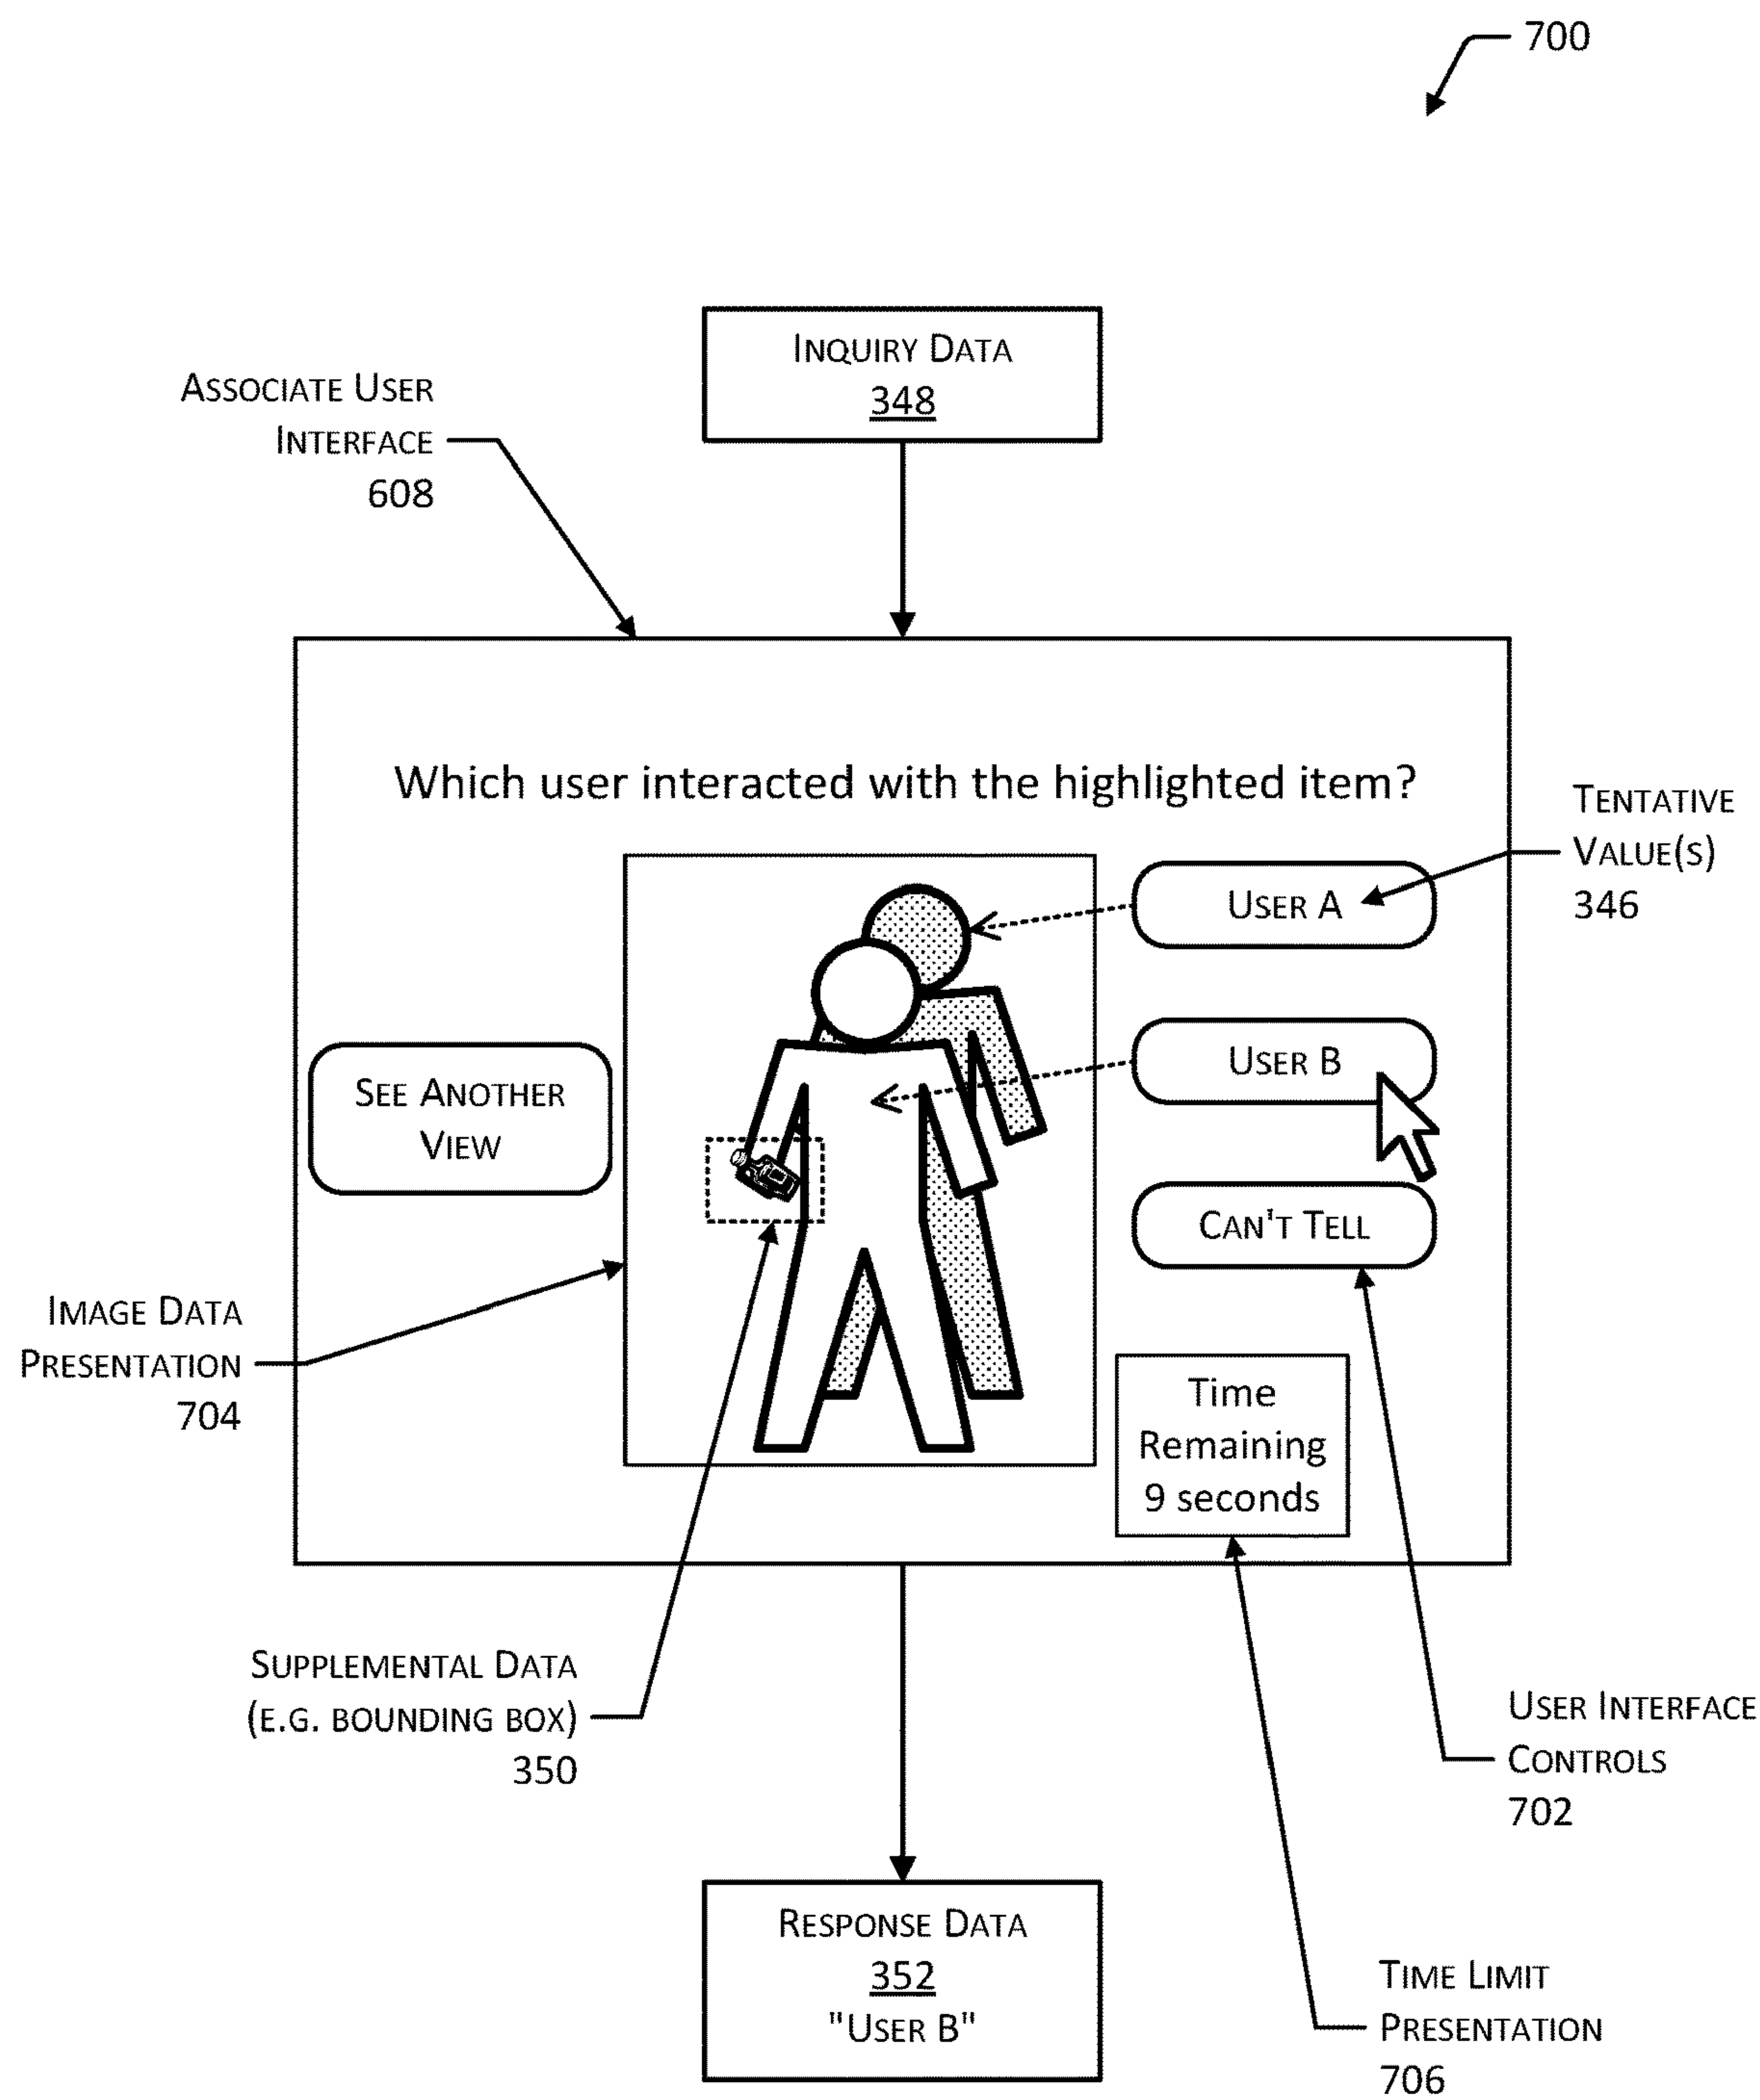 700
INQUIRY DATA
348
ASSOCIATE USER
INTERFACE
608
Which user interacted with the highlighted item?
TENTATIVE
VALUE(S)
346
USER A
USER B
CAN'T TELL
SEE ANOTHER
VIEW
IMAGE DATA
PRESENTATION
704
Time
Remaining
9 seconds
SUPPLEMENTAL DATA
(E.G. BOUNDING BOX)
350
USER INTERFACE
CONTROLS
702
RESPONSE DATA
352
"USER B"
TIME LIMIT
PRESENTATION
706